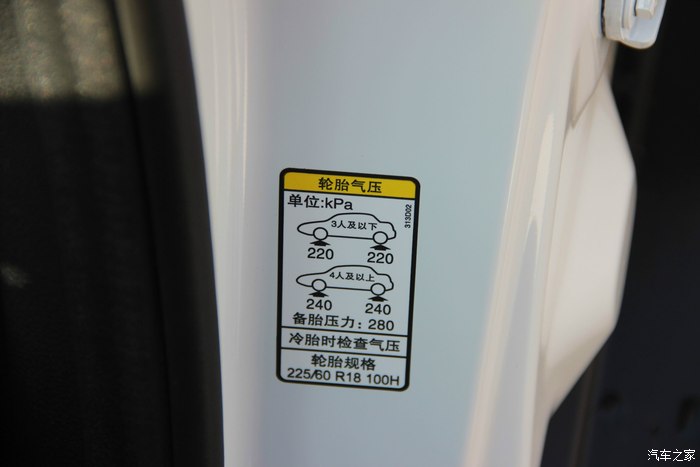 轮胎气压
单位:kPa
313D02
3人及以下
220 220
4人及以上
240 240
备胎压力：280
冷胎时检查气压
轮胎规格
225/60 R18 100H
汽车之家